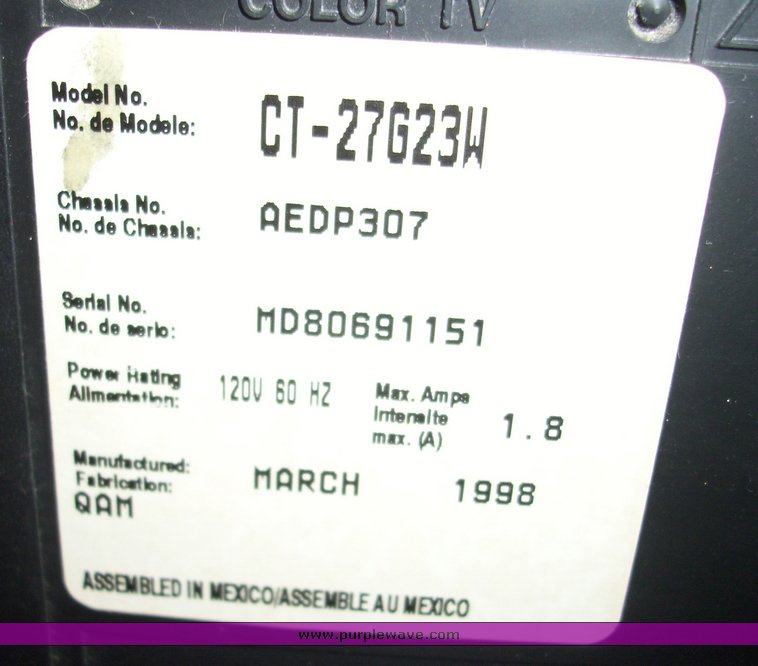 COLOR TV
Model No.
No. de Modele: CT-27G23W
Chassis No.
No. de Chassis: AEDP307
Serial No.
No. de serio: MD80691151
Power Rating
Alimentation: 120V 60 HZ
Max. Amps
Intensite
max. (A) 1.8
Manufactured:
Fabrication: MARCH 1998
QAM
ASSEMBLED IN MEXICO/ASSEMBLE AU MEXICO
www.purplewave.com